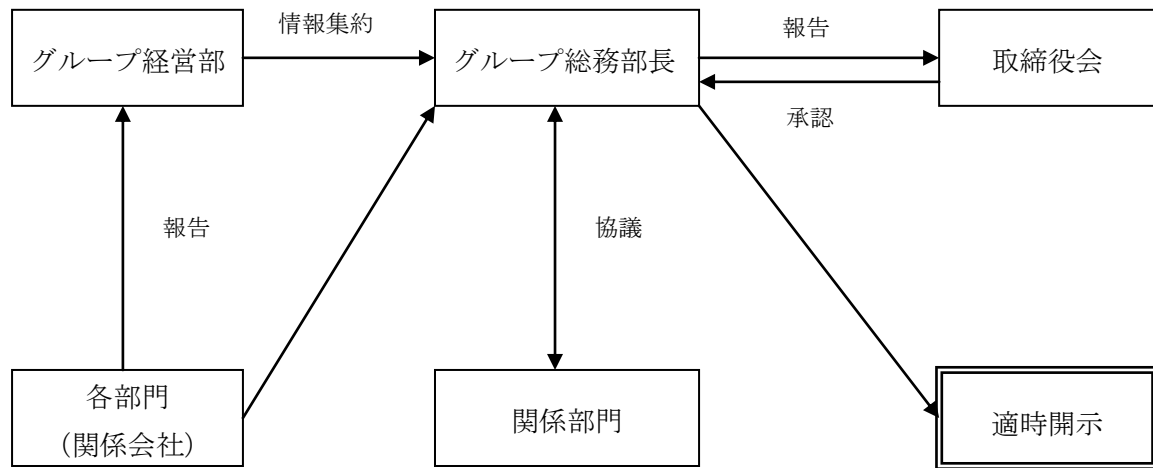 情報集約
報告
グループ経営部
グループ総務部長
取締役会
承認
報告
協議
各部門
（関係会社）
関係部門
適時開示